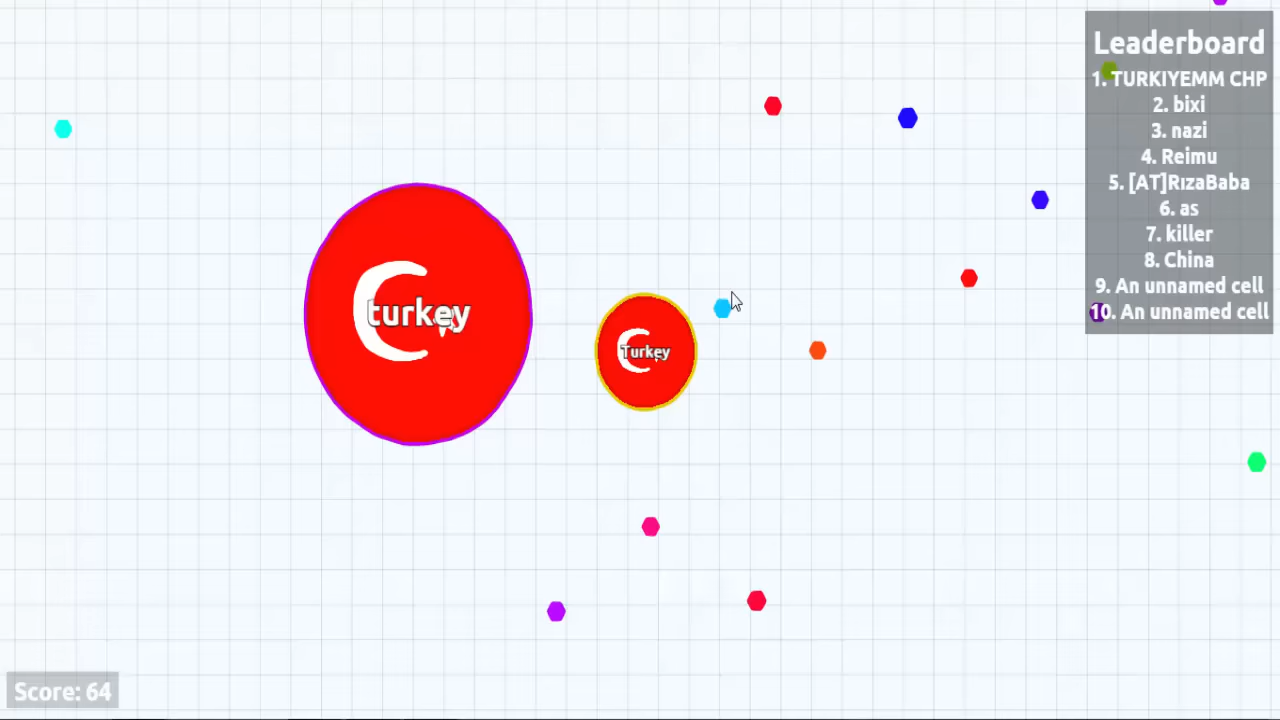 Leaderboard
1. TURKIYEMM CHP
2. bixi
3. nazi
4. Reimu
5. [AT]RızaBaba
6. as
7. killer
8. China
9. An unnamed cell
10. An unnamed cell
turkey
Turkey
Score: 64